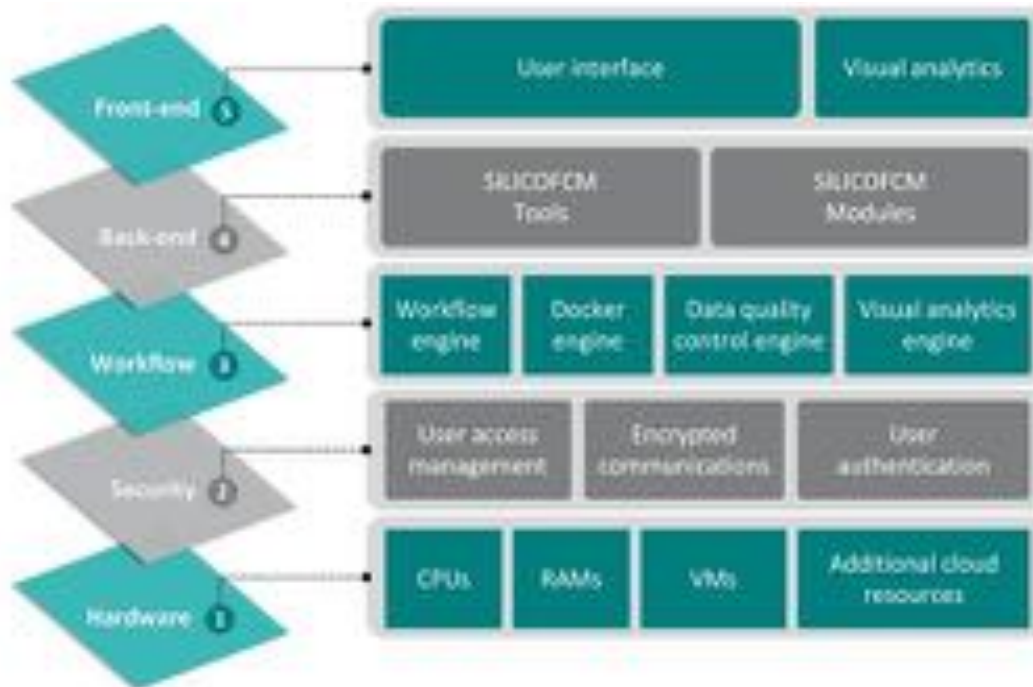 Front-end 5
User interface
Visual analytics
Back-end 4
SILICOFCM
Tools
SILICOFCM
Modules
Workflow 3
Workflow
engine
Docker
engine
Data quality
control engine
Visual analytics
engine
Security 2
User access
management
Encrypted
communications
User
authentication
Hardware 1
CPUs
RAMs
VMs
Additional cloud
resources